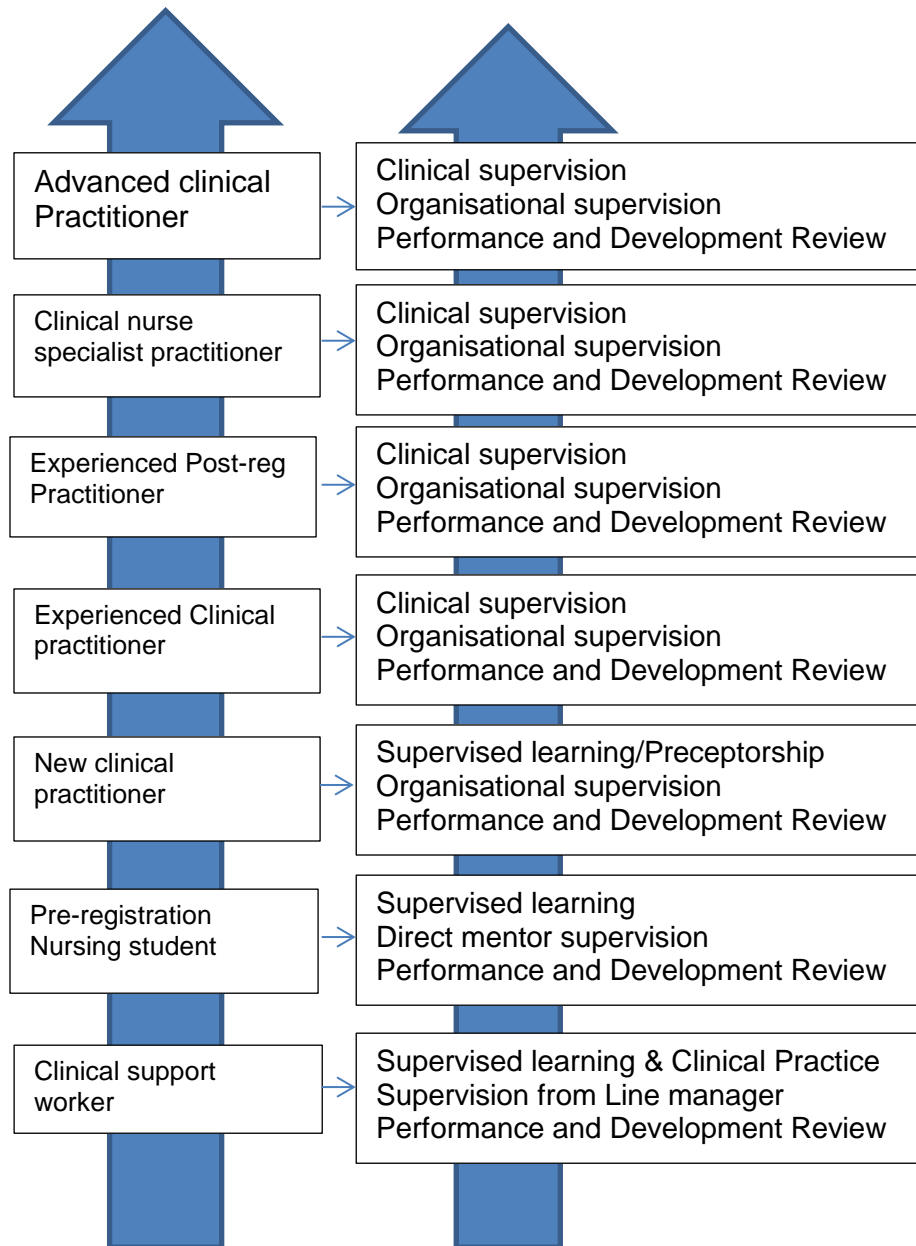 Advanced clinical
Practitioner
Clinical supervision
Organisational supervision
Performance and Development Review
Clinical nurse
specialist practitioner
Clinical supervision
Organisational supervision
Performance and Development Review
Experienced Post-reg
Practitioner
Clinical supervision
Organisational supervision
Performance and Development Review
Experienced Clinical
practitioner
Clinical supervision
Organisational supervision
Performance and Development Review
New clinical
practitioner
Supervised learning/Preceptorship
Organisational supervision
Performance and Development Review
Pre-registration
Nursing student
Supervised learning
Direct mentor supervision
Performance and Development Review
Clinical support
worker
Supervised learning & Clinical Practice
Supervision from Line manager
Performance and Development Review